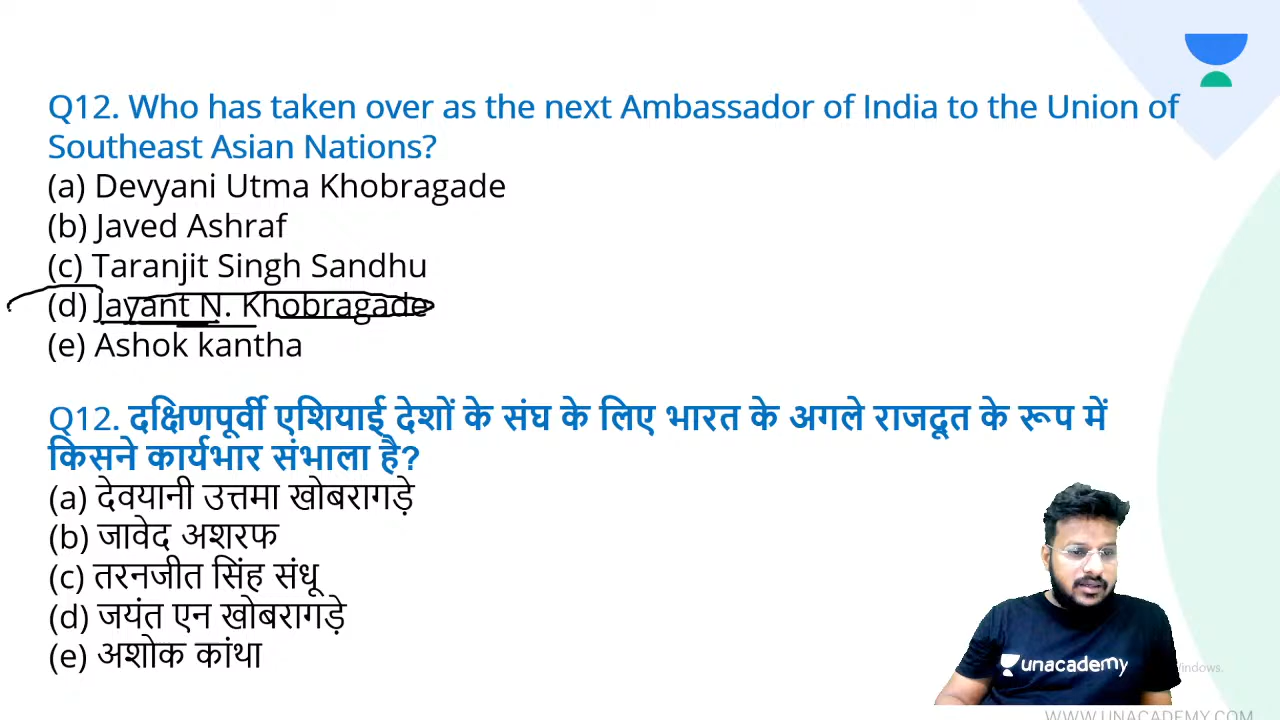 Q12. Who has taken over as the next Ambassador of India to the Union of
Southeast Asian Nations?
(a) Devyani Utma Khobragade
(b) Javed Ashraf
(c) Taranjit Singh Sandhu
(d) Jayant N. Khobragade
(e) Ashok kantha
Q12. दक्षिणपूर्वी एशियाई देशों के संघ के लिए भारत के अगले राजदूत के रूप में
किसने कार्यभार संभाला है?
(a) देवयानी उत्तमा खोबरागड़े
(b) जावेद अशरफ
(c) तरनजीत सिंह संधू
(d) जयंत एन खोबरागड़े
(e) अशोक कांथा
unacademy
WWW.UNACADEMY.COM